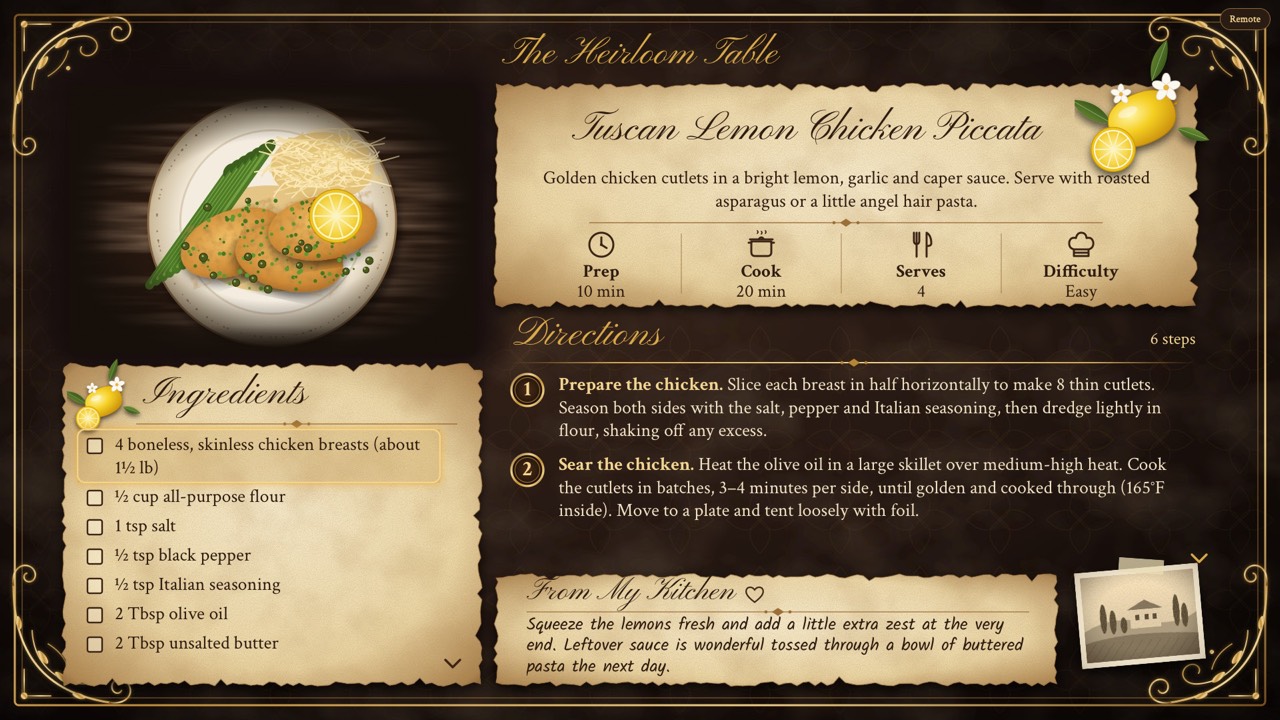 Remote
The Heirloom Table
Tuscan Lemon Chicken Piccata
Golden chicken cutlets in a bright lemon, garlic and caper sauce. Serve with roasted
asparagus or a little angel hair pasta.
Prep
10 min
Cook
20 min
Serves
4
Difficulty
Easy
Ingredients
4 boneless, skinless chicken breasts (about
1½ lb)
½ cup all-purpose flour
1 tsp salt
½ tsp black pepper
½ tsp Italian seasoning
2 Tbsp olive oil
2 Tbsp unsalted butter
Directions
6 steps
1 Prepare the chicken. Slice each breast in half horizontally to make 8 thin cutlets.
Season both sides with the salt, pepper and Italian seasoning, then dredge lightly in
flour, shaking off any excess.
2 Sear the chicken. Heat the olive oil in a large skillet over medium-high heat. Cook
the cutlets in batches, 3–4 minutes per side, until golden and cooked through (165°F
inside). Move to a plate and tent loosely with foil.
From My Kitchen
Squeeze the lemons fresh and add a little extra zest at the very
end. Leftover sauce is wonderful tossed through a bowl of buttered
pasta the next day.